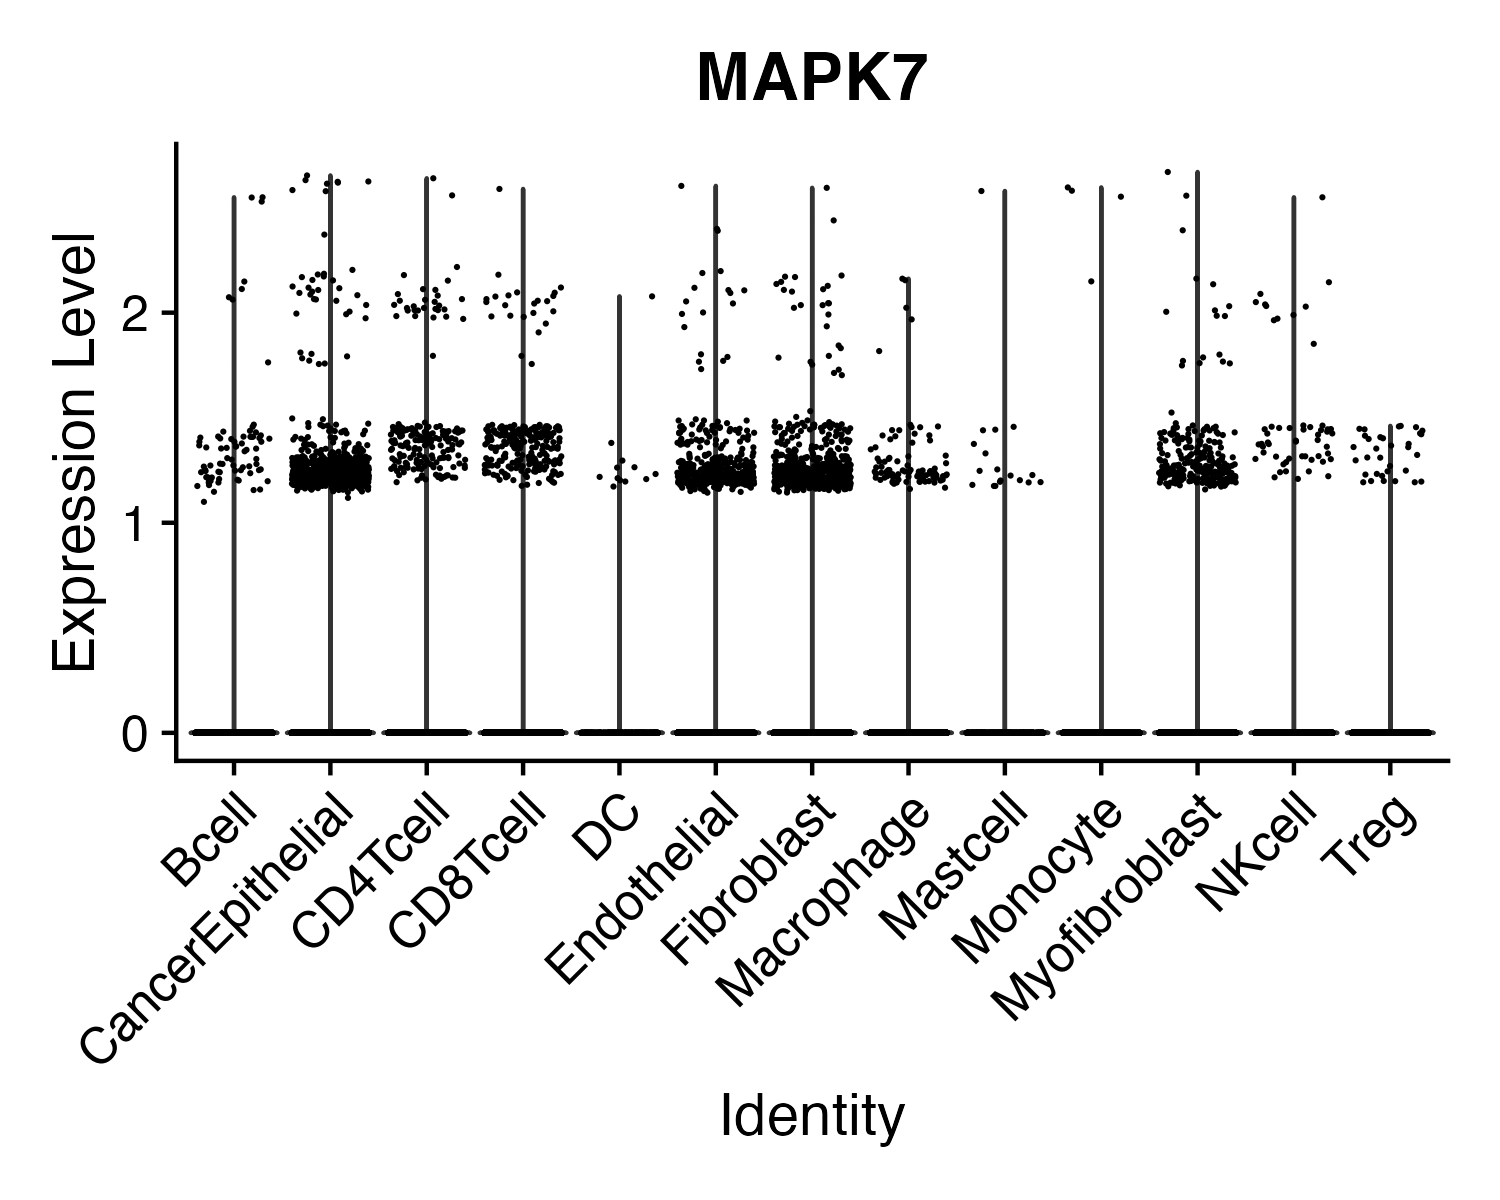 MAPK7
Expression Level
2
1
0
Bcell
CancerEpithelial
CD4Tcell
CD8Tcell
DC
Endothelial
Fibroblast
Macrophage
Mastcell
Monocyte
Myofibroblast
NKcell
Treg
Identity